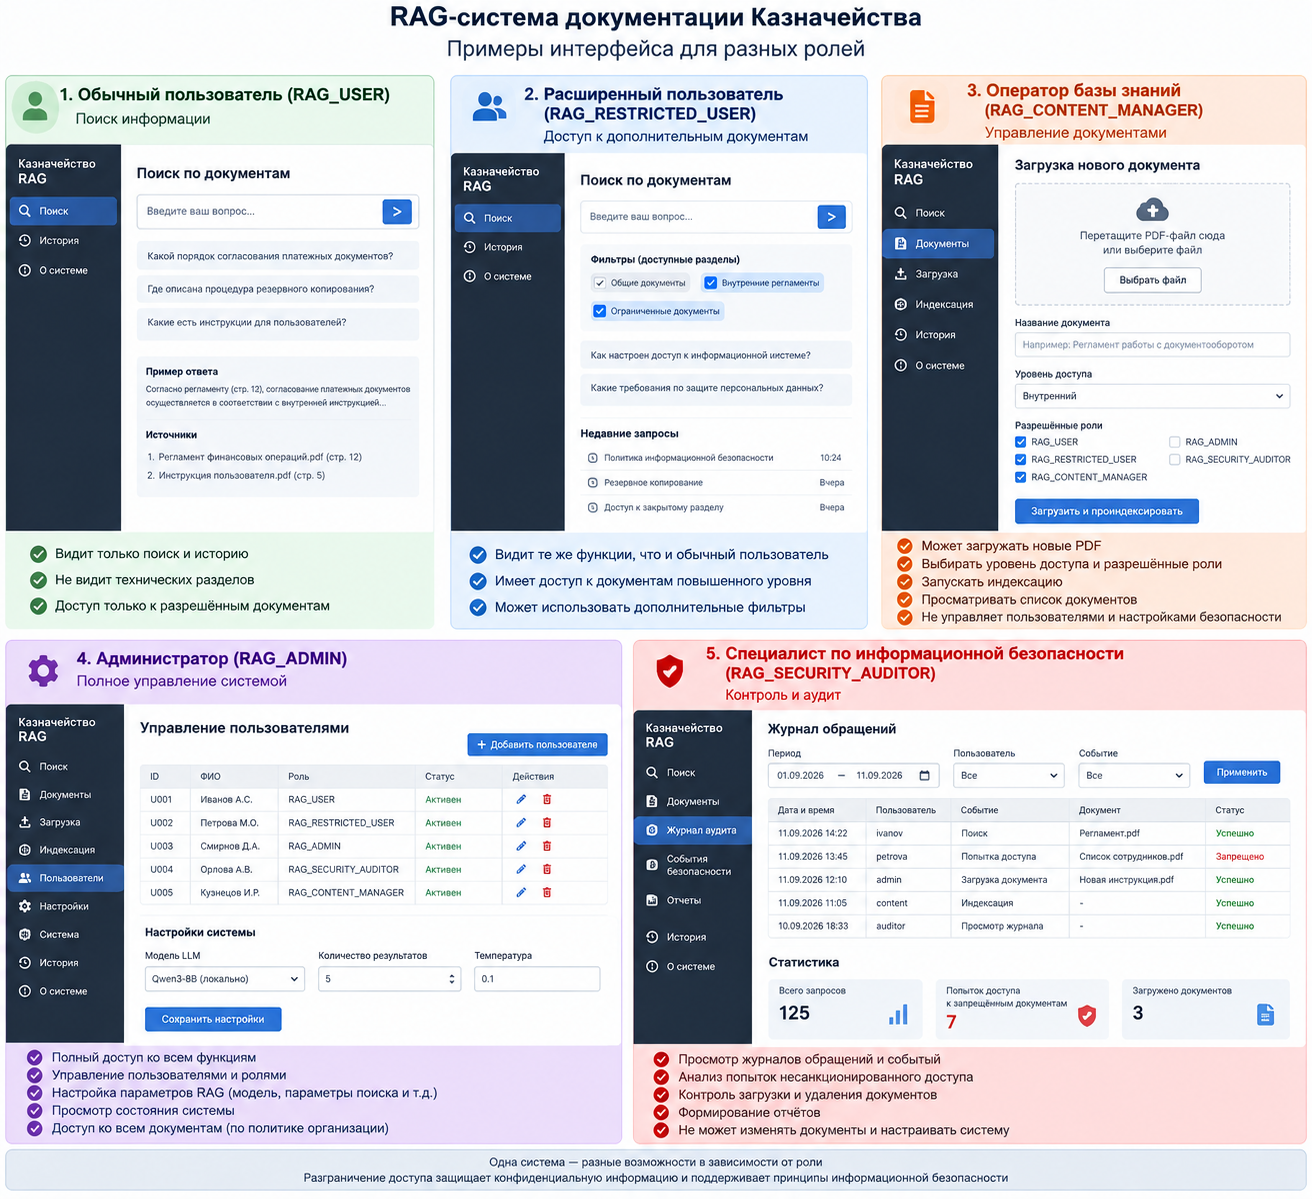 RAG-система документации Казначейства
Примеры интерфейса для разных ролей
1. Обычный пользователь (RAG_USER)
Поиск информации
Казначейство
RAG
Поиск
История
О системе
Поиск по документам
Введите ваш вопрос...
>
Какой порядок согласования платежных документов?
Где описана процедура резервного копирования?
Какие есть инструкции для пользователей?
Пример ответа
Согласно регламенту (стр. 12), согласование платежных документов
осуществляется в соответствии с внутренней инструкцией...
Источники
1. Регламент финансовых операций.pdf (стр. 12)
2. Инструкция пользователя.pdf (стр. 5)
Видит только поиск и историю
Не видит технических разделов
Доступ только к разрешённым документам
2. Расширенный пользователь
(RAG_RESTRICTED_USER)
Доступ к дополнительным документам
Казначейство
RAG
Поиск
История
О системе
Поиск по документам
Введите ваш вопрос...
>
Фильтры (доступные разделы)
Общие документы
Внутренние регламенты
Ограниченные документы
Как настроен доступ к информационной иистеме?
Какие требования по защите персональных данных?
Недавние запросы
Политика информационной безопасности 10:24
Резервное копирование Вчера
Доступ к закрытому разделу Вчера
Видит те же функции, что и обычный пользователь
Имеет доступ к документам повышенного уровня
Может использовать дополнительные фильтры
3. Оператор базы знаний
(RAG_CONTENT_MANAGER)
Управление документами
Казначейство
RAG
Поиск
Документы
Загрузка
Индексация
История
О системе
Загрузка нового документа
Перетащите PDF-файл сюда
или выберите файл
Выбрать файл
Название документа
Например: Регламент работы с документооборотом
Уровень доступа
Внутренний
Разрешённые роли
RAG_USER RAG_ADMIN
RAG_RESTRICTED_USER RAG_SECURITY_AUDITOR
RAG_CONTENT_MANAGER
Загрузить и проиндексировать
Может загружать новые PDF
Выбирать уровень доступа и разрешённые роли
Запускать индексацию
Просматривать список документов
Не управляет пользователями и настройками безопасности
4. Администратор (RAG_ADMIN)
Полное управление системой
Казначейство
RAG
Поиск
Документы
Загрузка
Индексация
Пользователи
Настройки
Система
История
О системе
Управление пользователями
+ Добавить пользователе
ID ФИО Роль Статус Действия
U001 Иванов А.С. RAG_USER Активен
U002 Петрова М.О. RAG_RESTRICTED_USER Активен
U003 Смирнов Д.А. RAG_ADMIN Активен
U004 Орлова А.В. RAG_SECURITY_AUDITOR Активен
U005 Кузнецов И.Р. RAG_CONTENT_MANAGER Активен
Настройки системы
Модель LLM Количество результатов Температура
Qwen3-8B (локально) 5 0.1
Сохранить настройки
Полный доступ ко всем функциям
Управление пользователями и ролями
Настройка параметров RAG (модель, параметры поиска и т.д.)
Просмотр состояния системы
Доступ ко всем документам (по политике организации)
5. Специалист по информационной безопасности
(RAG_SECURITY_AUDITOR)
Контроль и аудит
Казначейство
RAG
Поиск
Документы
Журнал аудита
События
безопасности
Отчеты
История
О системе
Журнал обращений
Период Пользователь Событие
01.09.2026 — 11.09.2026 Все Все Применить
Дата и время Пользователь Событие Документ Статус
11.09.2026 14:22 ivanov Поиск Регламент.pdf Успешно
11.09.2026 13:45 petrova Попытка доступа Список сотрудников.pdf Запрещено
11.09.2026 12:10 admin Загрузка документа Новая инструкция.pdf Успешно
11.09.2026 11:05 content Индексация - Успешно
10.09.2026 18:33 auditor Просмотр журнала - Успешно
Статистика
Всего запросов
125
Попыток доступа
к запрещённым документам
7
Загружено документов
3
Просмотр журналов обращений и событый
Анализ попыток несанкционированного доступа
Контроль загрузки и удаления документов
Формирование отчётов
Не может изменять документы и настраивать систему
Одна система — разные возможности в зависимости от роли
Разграничение доступа защищает конфиденциальную информацию и поддерживает принципы информационной безопасности